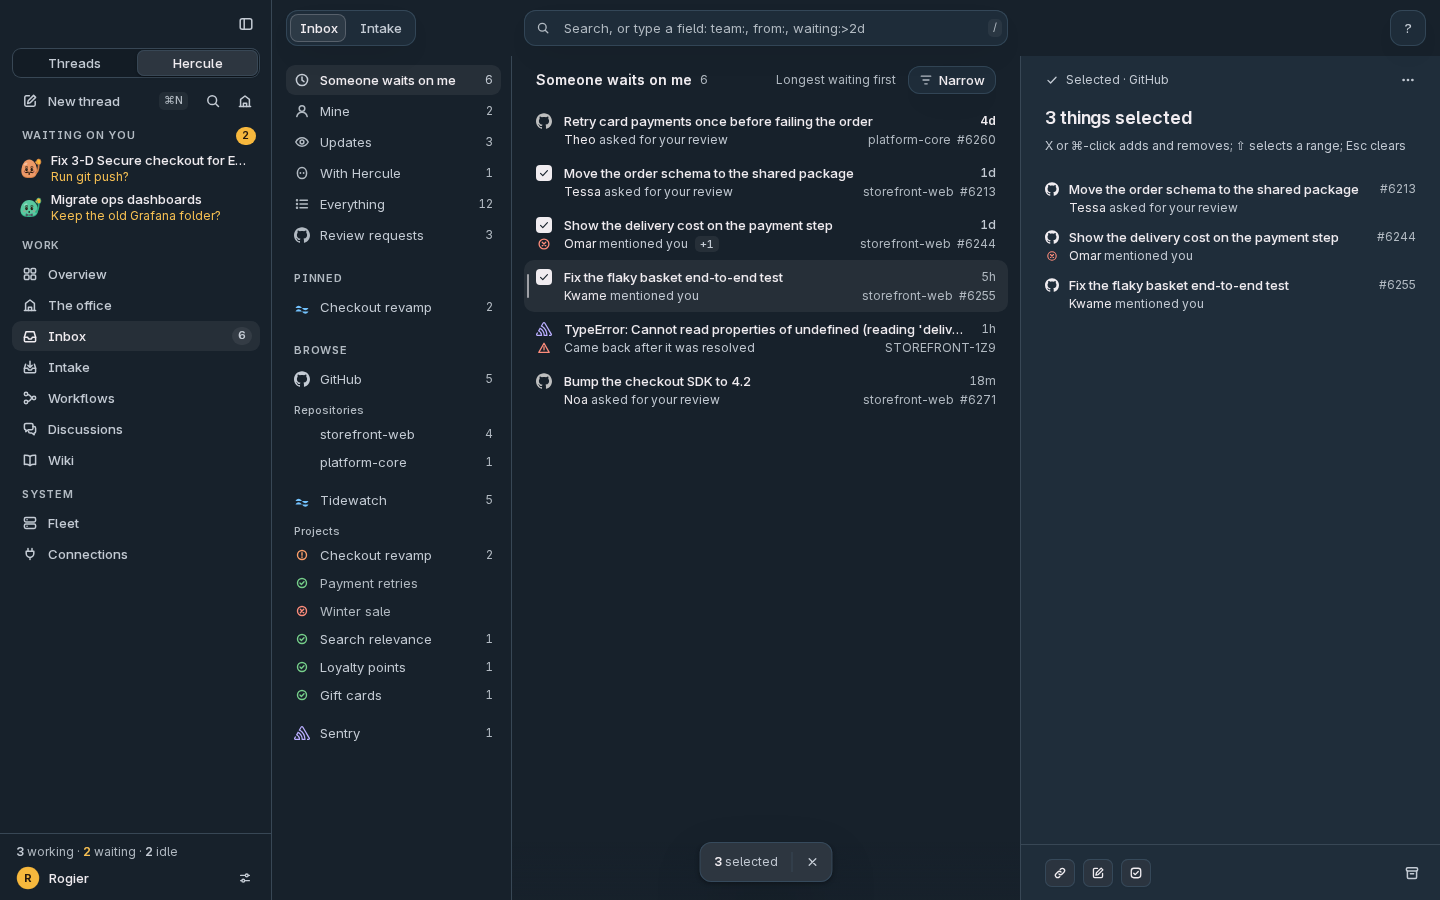 Threads
Hercule
New thread
⌘N
WAITING ON YOU
2
Fix 3-D Secure checkout for E…
Run git push?
Migrate ops dashboards
Keep the old Grafana folder?
WORK
Overview
The office
Inbox
6
Intake
Workflows
Discussions
Wiki
SYSTEM
Fleet
Connections
3 working · 2 waiting · 2 idle
R
Rogier
Inbox
Intake
Someone waits on me 6
Mine 2
Updates 3
With Hercule 1
Everything 12
Review requests 3
PINNED
Checkout revamp 2
BROWSE
GitHub 5
Repositories
storefront-web 4
platform-core 1
Tidewatch 5
Projects
Checkout revamp 2
Payment retries
Winter sale
Search relevance 1
Loyalty points 1
Gift cards 1
Sentry 1
Search, or type a field: team:, from:, waiting:>2d
/
?
Someone waits on me 6
Longest waiting first
Narrow
Retry card payments once before failing the order 4d
Theo asked for your review platform-core #6260
Move the order schema to the shared package 1d
Tessa asked for your review storefront-web #6213
Show the delivery cost on the payment step 1d
Omar mentioned you +1 storefront-web #6244
Fix the flaky basket end-to-end test 5h
Kwame mentioned you storefront-web #6255
TypeError: Cannot read properties of undefined (reading 'deliv… 1h
Came back after it was resolved STOREFRONT-1Z9
Bump the checkout SDK to 4.2 18m
Noa asked for your review storefront-web #6271
3 selected
Selected · GitHub
3 things selected
X or ⌘-click adds and removes; ⇧ selects a range; Esc clears
Move the order schema to the shared package #6213
Tessa asked for your review
Show the delivery cost on the payment step #6244
Omar mentioned you
Fix the flaky basket end-to-end test #6255
Kwame mentioned you